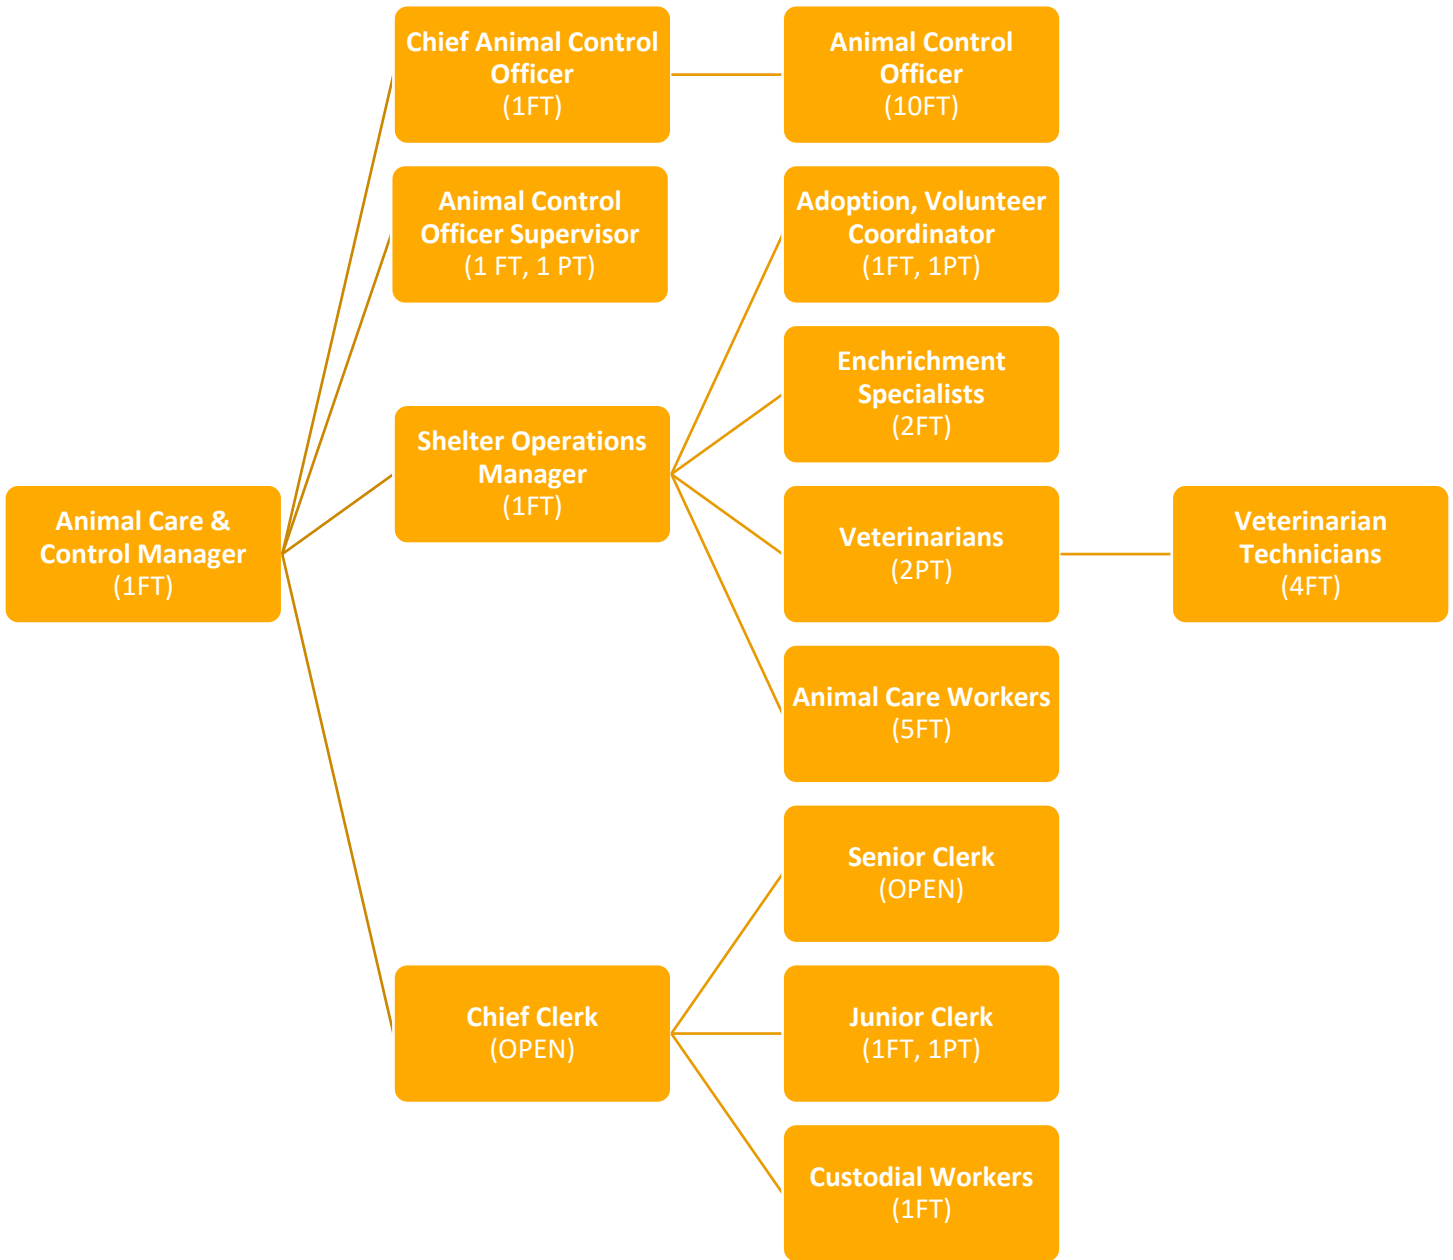 Chief Animal Control
Officer
(1FT)
Animal Control
Officer
(10FT)
Animal Control
Officer Supervisor
(1 FT, 1 PT)
Adoption, Volunteer
Coordinator
(1FT, 1PT)
Enchrichment
Specialists
(2FT)
Shelter Operations
Manager
(1FT)
Animal Care &
Control Manager
(1FT)
Veterinarians
(2PT)
Veterinarian
Technicians
(4FT)
Animal Care Workers
(5FT)
Senior Clerk
(OPEN)
Chief Clerk
(OPEN)
Junior Clerk
(1FT, 1PT)
Custodial Workers
(1FT)